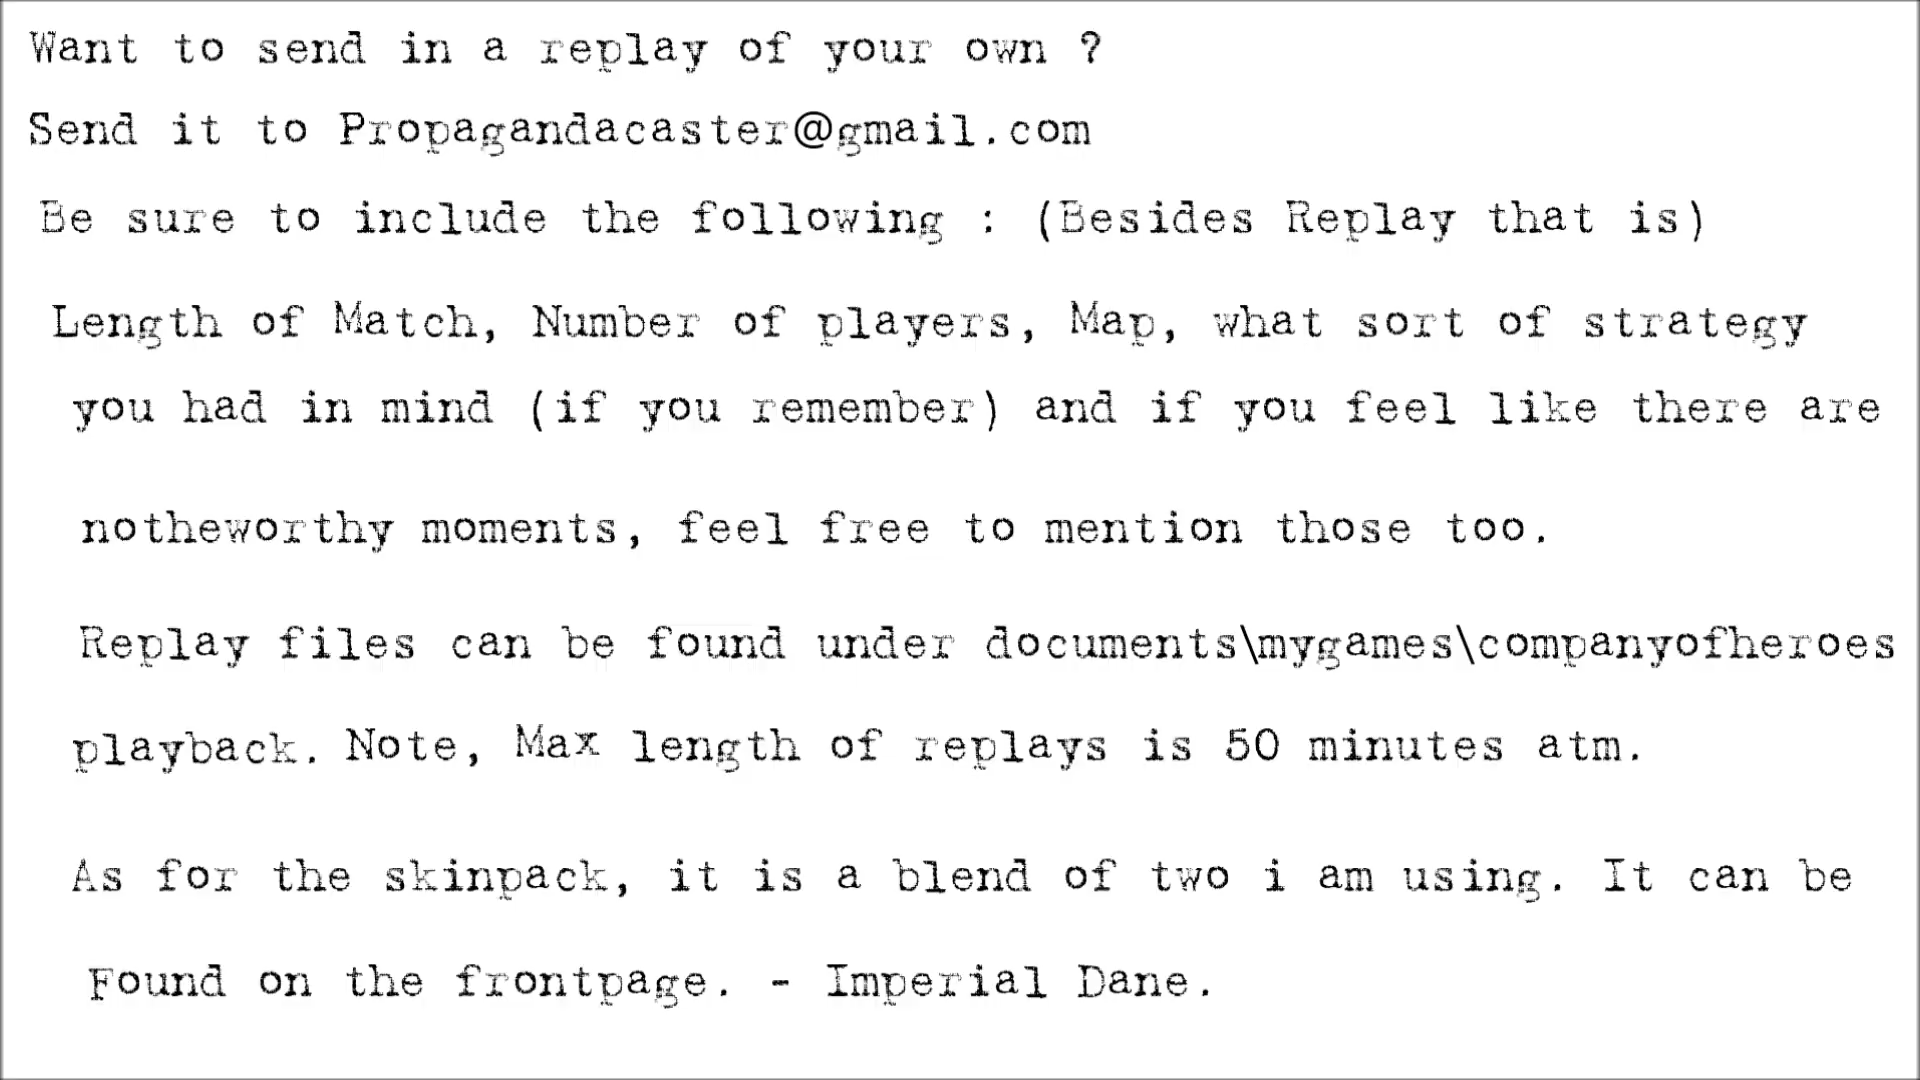 Want to send in a replay of your own ?
Send it to Propagandacaster@gmail.com
Be sure to include the following : (Besides Replay that is)
Length of Match, Number of players, Map, what sort of strategy
you had in mind (if you remember) and if you feel like there are
notheworthy moments, feel free to mention those too.
Replay files can be found under documents\mygames\companyofheroes
playback. Note, Max length of replays is 50 minutes atm.
As for the skinpack, it is a blend of two i am using. It can be
Found on the frontpage. - Imperial Dane.